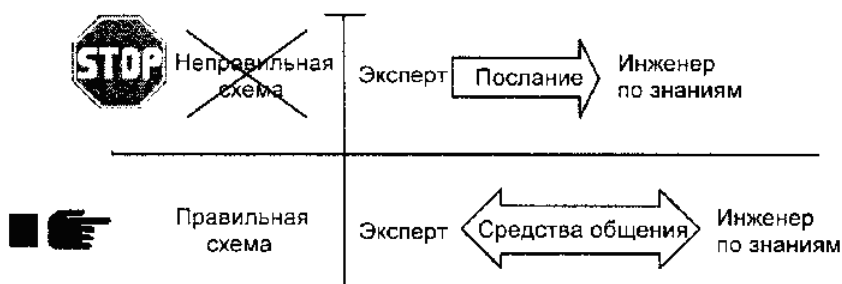 STOP
Неправильная
схема
Эксперт
Послание
Инженер
по знаниям
Правильная
схема
Эксперт
Средства общения
Инженер
по знаниям